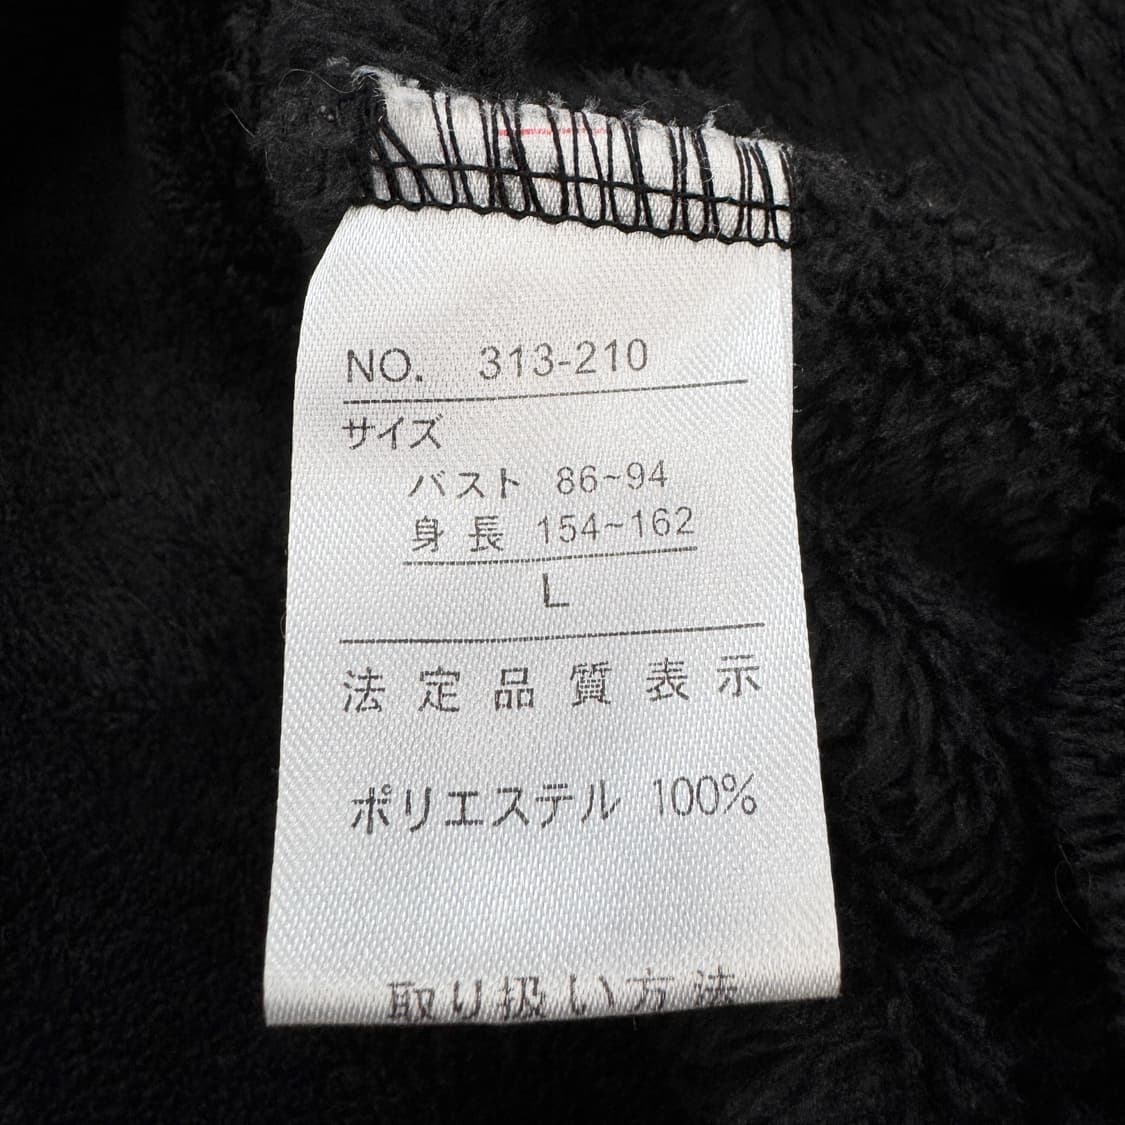 NO. 313-210
サイズ
バスト 86~94
身長 154~162
L
法定品質表示
ポリエステル 100%
取り扱い方法